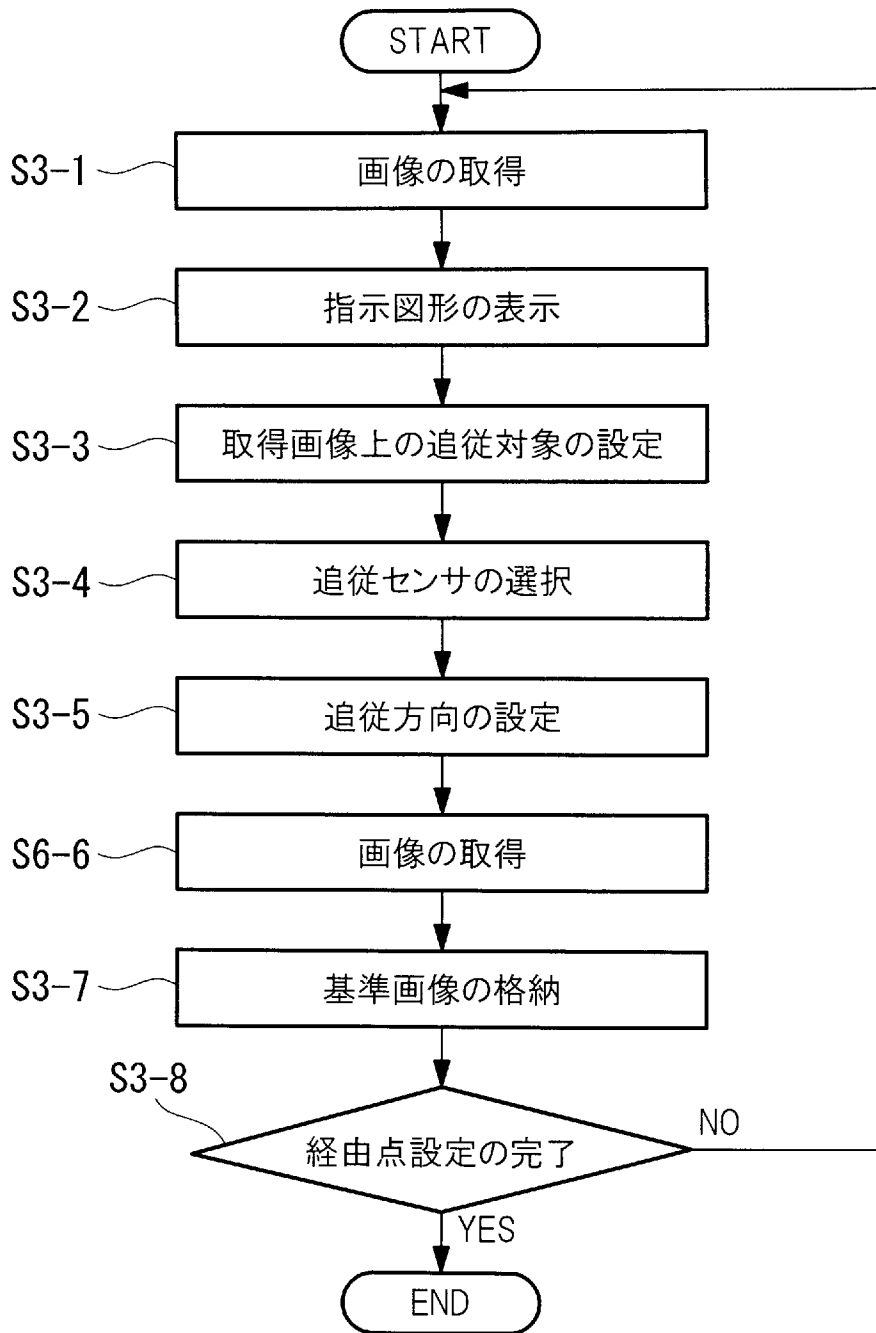 START
S3-1
画像の取得
S3-2
指示図形の表示
S3-3
取得画像上の追従対象の設定
S3-4
追従センサの選択
S3-5
追従方向の設定
S6-6
画像の取得
S3-7
基準画像の格納
S3-8
経由点設定の完了
NO
YES
END